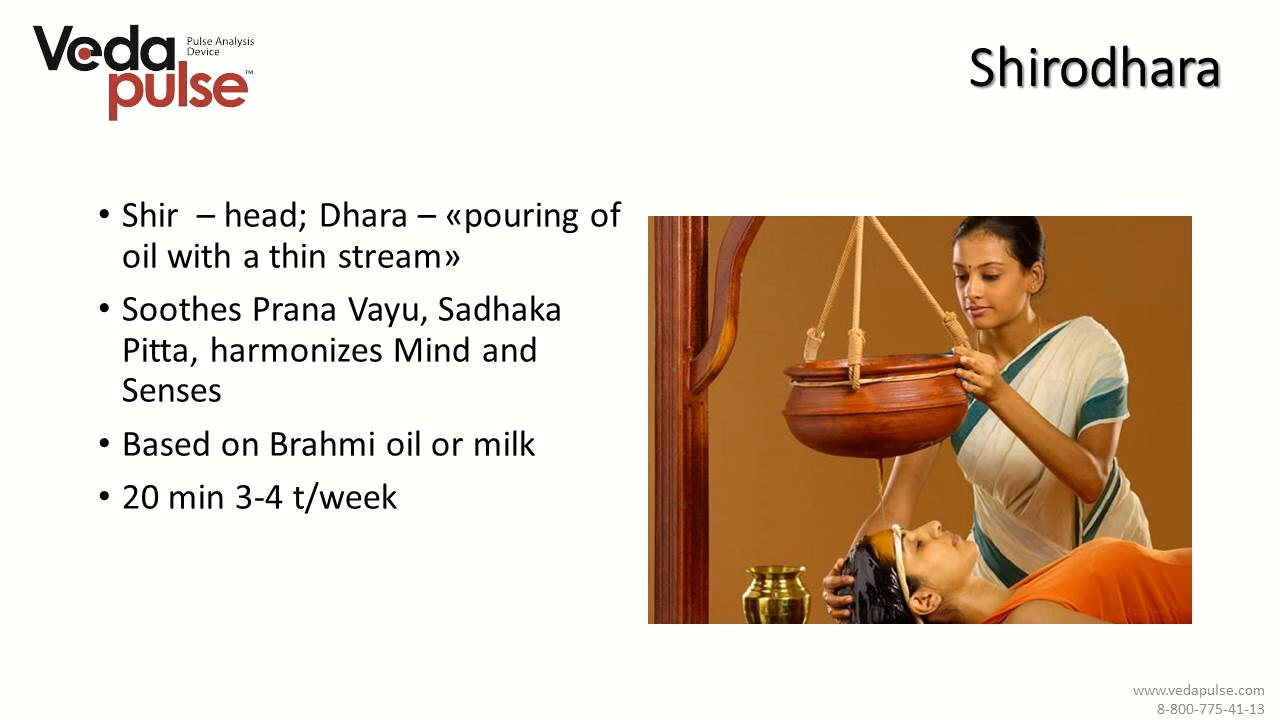 Veda
Pulse Analysis
Device
pulse™
Shirodhara
• Shir – head; Dhara – «pouring of
oil with a thin stream»
• Soothes Prana Vayu, Sadhaka
Pitta, harmonizes Mind and
Senses
• Based on Brahmi oil or milk
• 20 min 3-4 t/week
www.vedapulse.com
8-800-775-41-13